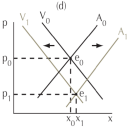 (d)
p V₁ V₀ A₀
A₁
p₀ e₀
p₁ e₁
x₀ x₁ x